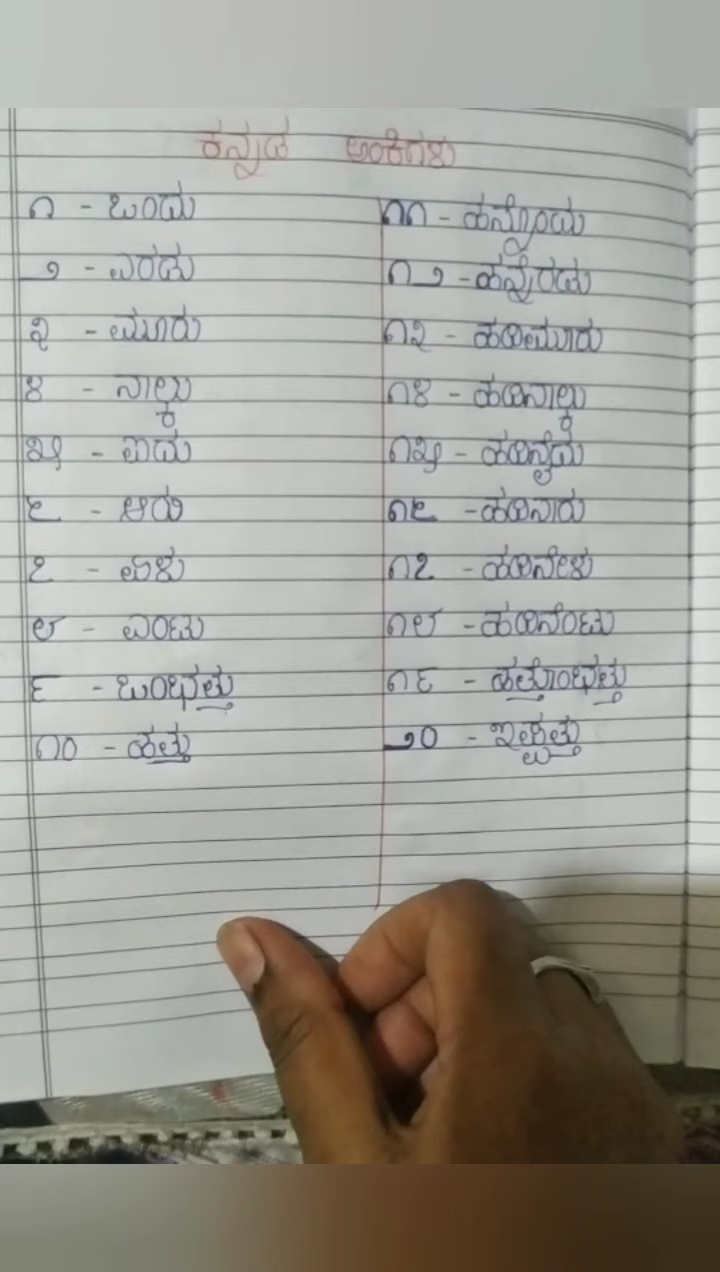 ಕನ್ನಡ ಅಂಕಿಗಳು
೧ - ಒಂದು
೨ - ಎರಡು
೩ - ಮೂರು
೪ - ನಾಲ್ಕು
೫ - ಐದು
೬ - ಆರು
೭ - ಏಳು
೮ - ಎಂಟು
೯ - ಒಂಭತ್ತು
೧೦ - ಹತ್ತು
೧೧ - ಹನ್ನೊಂದು
೧೨ - ಹನ್ನೆರಡು
೧೩ - ಹದಿಮೂರು
೧೪ - ಹದಿನಾಲ್ಕು
೧೫ - ಹದಿನೈದು
೧೬ - ಹದಿನಾರು
೧೭ - ಹದಿನೇಳು
೧೮ - ಹದಿನೆಂಟು
೧೯ - ಹತ್ತೊಂಭತ್ತು
೨೦ - ಇಪ್ಪತ್ತು